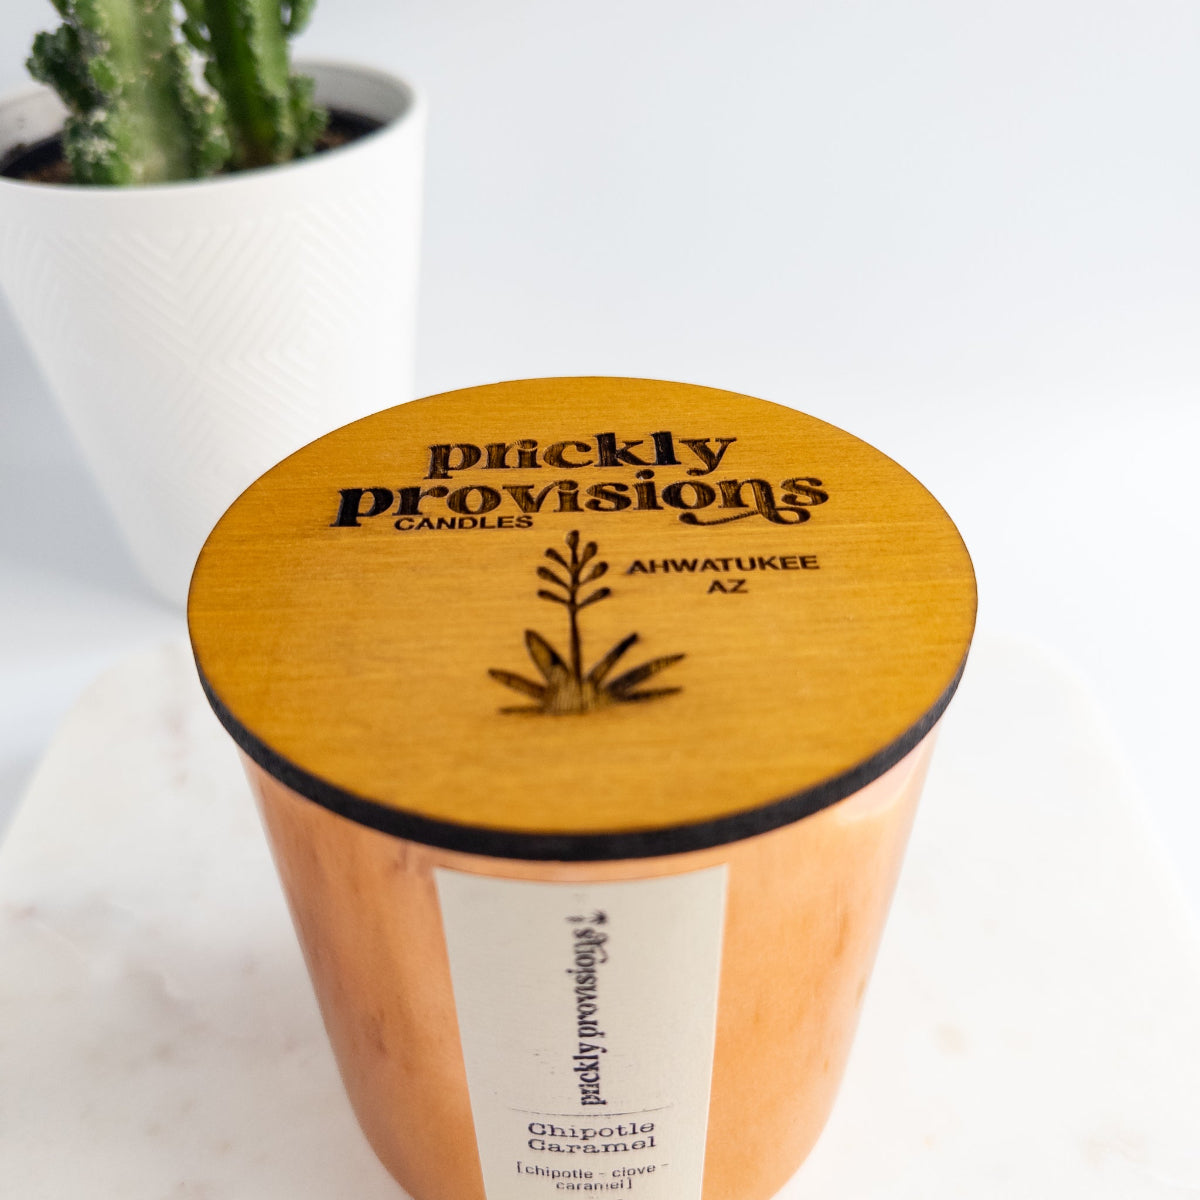 prickly
provisions
CANDLES
AHWATUKEE
AZ
prickly provisions
Chipotle
Caramel
[chipotle - clove -
caramel]